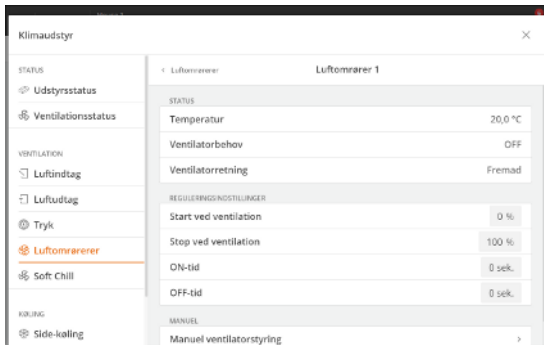 Klimaudstyr
STATUS
Udstyrsstatus
Ventilationsstatus
VENTILATION
Luftindtag
Luftudtag
Tryk
Luftomrørerer
Soft Chill
KØLING
Side-køling
Luftomrørerer
Luftomrører 1
STATUS
Temperatur 20,0 °C
Ventilatorbehov OFF
Ventilatorretning Fremad
REGULERINGSINDSTILLINGER
Start ved ventilation 0 %
Stop ved ventilation 100 %
ON-tid 0 sek.
OFF-tid 0 sek.
MANUEL
Manuel ventilatorstyring